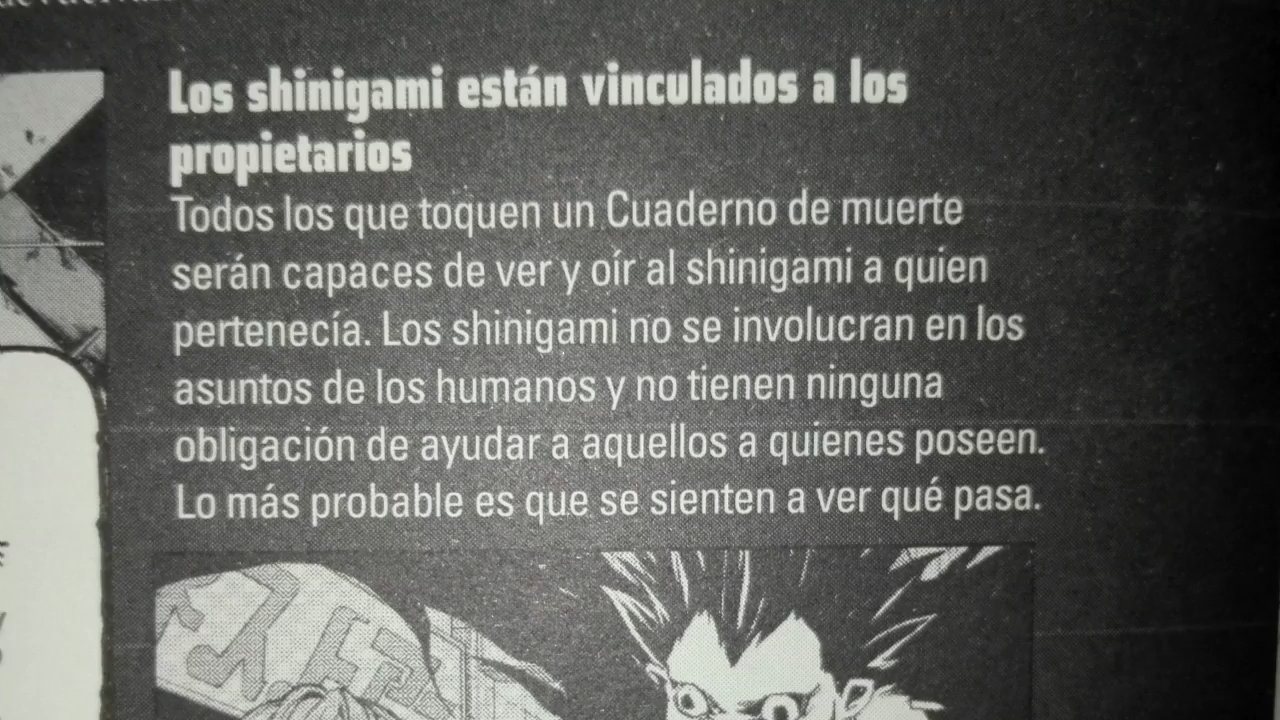 Los shinigami están vinculados a los
propietarios
Todos los que toquen un Cuaderno de muerte
serán capaces de ver y oír al shinigami a quien
pertenecía. Los shinigami no se involucran en los
asuntos de los humanos y no tienen ninguna
obligación de ayudar a aquellos a quienes poseen.
Lo más probable es que se sienten a ver qué pasa.